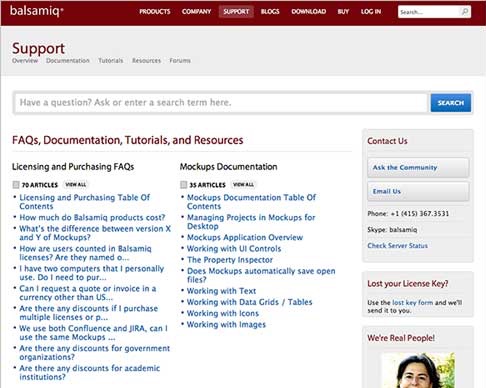 balsamiq®
PRODUCTS COMPANY SUPPORT BLOGS DOWNLOAD BUY LOG IN Search...
Support
Overview Documentation Tutorials Resources Forums
Have a question? Ask or enter a search term here. SEARCH
FAQs, Documentation, Tutorials, and Resources
Licensing and Purchasing FAQs
70 ARTICLES VIEW ALL
Licensing and Purchasing Table Of
Contents
How much do Balsamiq products cost?
What's the difference between version X
and Y of Mockups?
How are users counted in Balsamiq
licenses? Are they named o...
I have two computers that I personally
use. Do I need to pur...
Can I request a quote or invoice in a
currency other than US...
Are there any discounts if I purchase
multiple licenses or p...
We use both Confluence and JIRA, can I
use the same Mockups ...
Are there any discounts for government
organizations?
Are there any discounts for academic
institutions?
Mockups Documentation
35 ARTICLES VIEW ALL
Mockups Documentation Table Of
Contents
Managing Projects in Mockups for
Desktop
Mockups Application Overview
Working with UI Controls
The Property Inspector
Does Mockups automatically save open
files?
Working with Text
Working with Data Grids / Tables
Working with Icons
Working with Images
Contact Us
Ask the Community
Email Us
Phone: +1 (415) 367.3531
Skype: balsamiq
Check Server Status
Lost your License Key?
Use the lost key form and we'll
send it to you.
We're Real People!